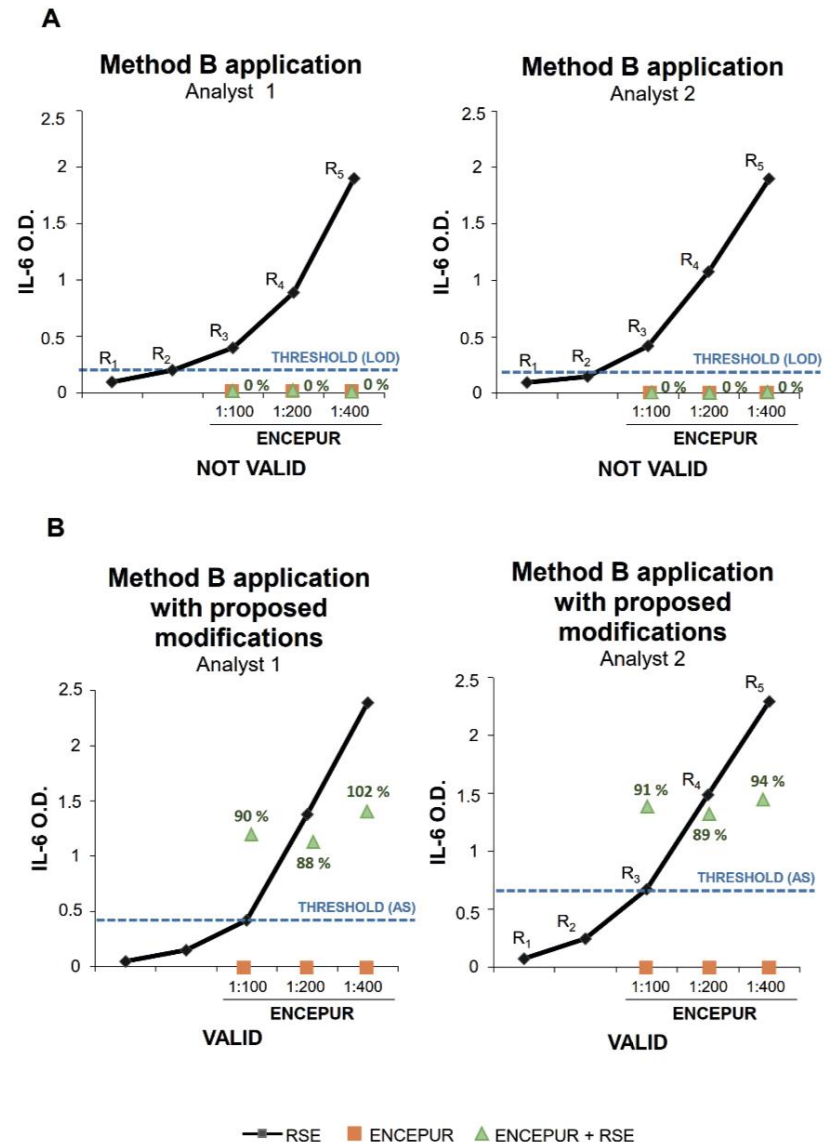 A
Method B application
Analyst 1
IL-6 O.D.
2.5
2
1.5
1
0.5
0
R1
R2
R3
R4
R5
THRESHOLD (LOD)
0 %
0 %
0 %
1:100
1:200
1:400
ENCEPUR
NOT VALID
Method B application
Analyst 2
IL-6 O.D.
2.5
2
1.5
1
0.5
0
R1
R2
R3
R4
R5
THRESHOLD (LOD)
0 %
0 %
0 %
1:100
1:200
1:400
ENCEPUR
NOT VALID
B
Method B application
with proposed
modifications
Analyst 1
IL-6 O.D.
2.5
2
1.5
1
0.5
0
90 %
88 %
102 %
THRESHOLD (AS)
1:100
1:200
1:400
ENCEPUR
VALID
Method B application
with proposed
modifications
Analyst 2
IL-6 O.D.
2.5
2
1.5
1
0.5
0
R1
R2
R3
R4
R5
91 %
89 %
94 %
THRESHOLD (AS)
1:100
1:200
1:400
ENCEPUR
VALID
RSE ENCEPUR ENCEPUR + RSE